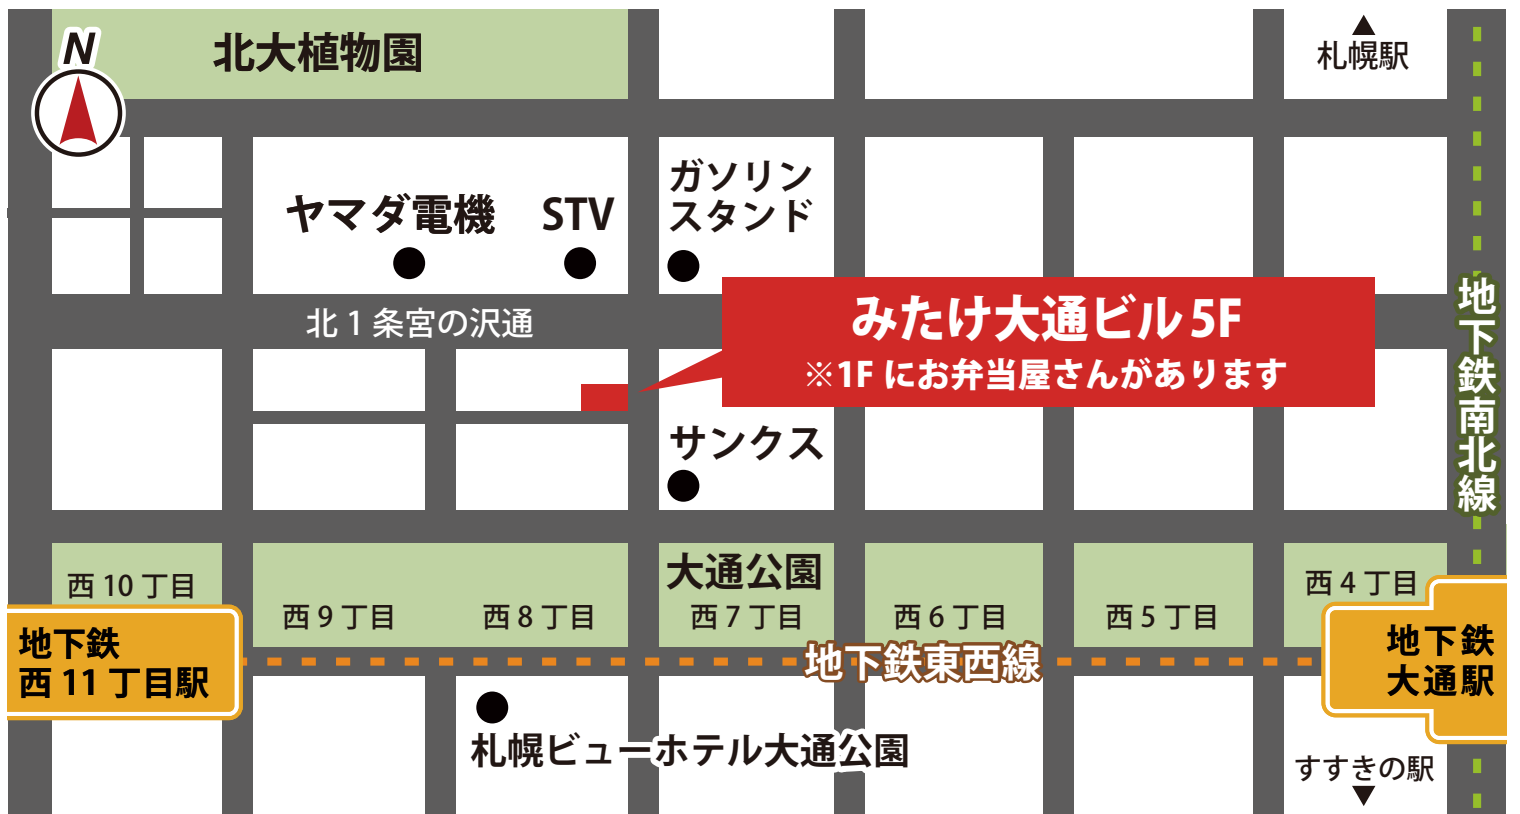 N
北大植物園
札幌駅
ヤマダ電機
STV
ガソリン
スタンド
北1条宮の沢通
みたけ大通ビル5F
※1Fにお弁当屋さんがあります
地下鉄南北線
サンクス
大通公園
西10丁目
西9丁目
西8丁目
西7丁目
西6丁目
西5丁目
西4丁目
地下鉄
西11丁目駅
地下鉄東西線
地下鉄
大通駅
札幌ビューホテル大通公園
すすきの駅